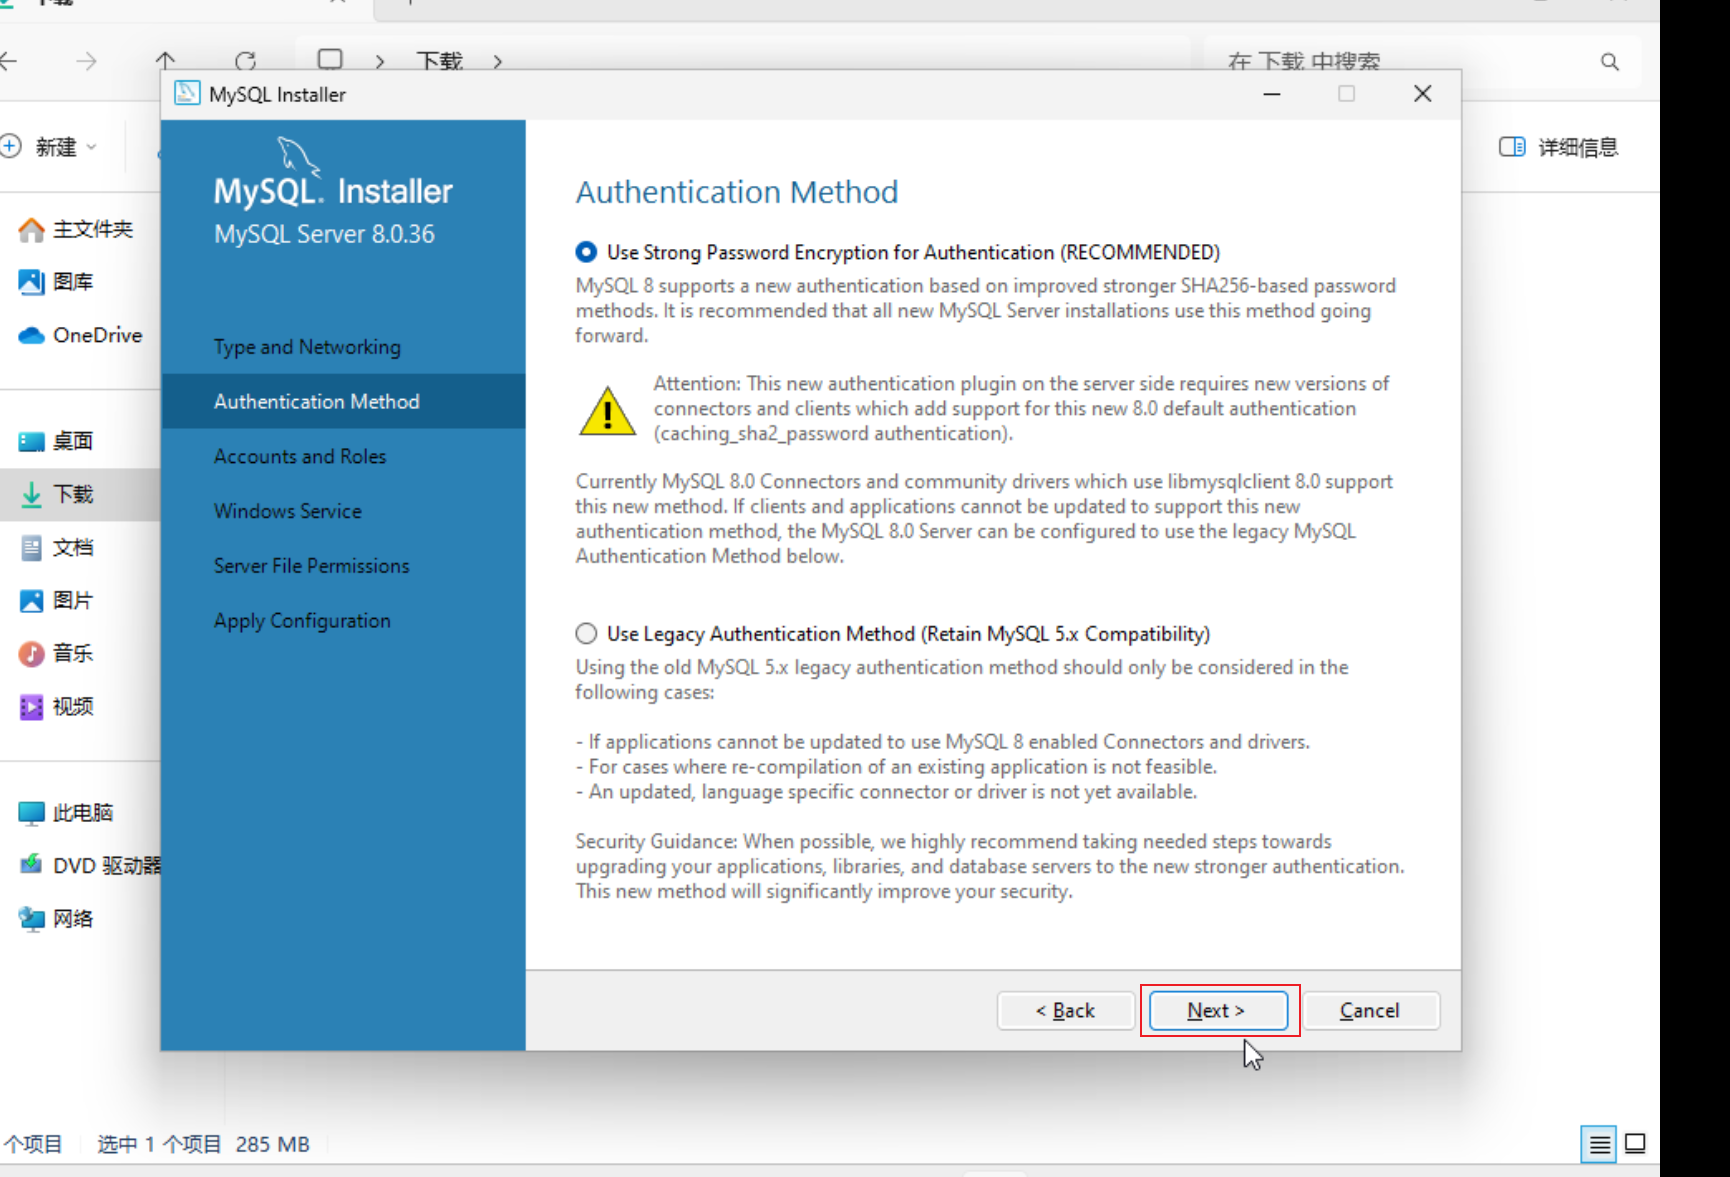 下载
下载
在 下载 中搜索
MySQL Installer
新建
详细信息
MySQL. Installer
MySQL Server 8.0.36
Authentication Method
主文件夹
图库
OneDrive
桌面
下载
文档
图片
音乐
视频
此电脑
DVD 驱动器
网络
Type and Networking
Authentication Method
Accounts and Roles
Windows Service
Server File Permissions
Apply Configuration
Use Strong Password Encryption for Authentication (RECOMMENDED)
MySQL 8 supports a new authentication based on improved stronger SHA256-based password
methods. It is recommended that all new MySQL Server installations use this method going
forward.
Attention: This new authentication plugin on the server side requires new versions of
connectors and clients which add support for this new 8.0 default authentication
(caching_sha2_password authentication).
Currently MySQL 8.0 Connectors and community drivers which use libmysqlclient 8.0 support
this new method. If clients and applications cannot be updated to support this new
authentication method, the MySQL 8.0 Server can be configured to use the legacy MySQL
Authentication Method below.
Use Legacy Authentication Method (Retain MySQL 5.x Compatibility)
Using the old MySQL 5.x legacy authentication method should only be considered in the
following cases:
- If applications cannot be updated to use MySQL 8 enabled Connectors and drivers.
- For cases where re-compilation of an existing application is not feasible.
- An updated, language specific connector or driver is not yet available.
Security Guidance: When possible, we highly recommend taking needed steps towards
upgrading your applications, libraries, and database servers to the new stronger authentication.
This new method will significantly improve your security.
< Back
Next >
Cancel
个项目 选中 1 个项目 285 MB